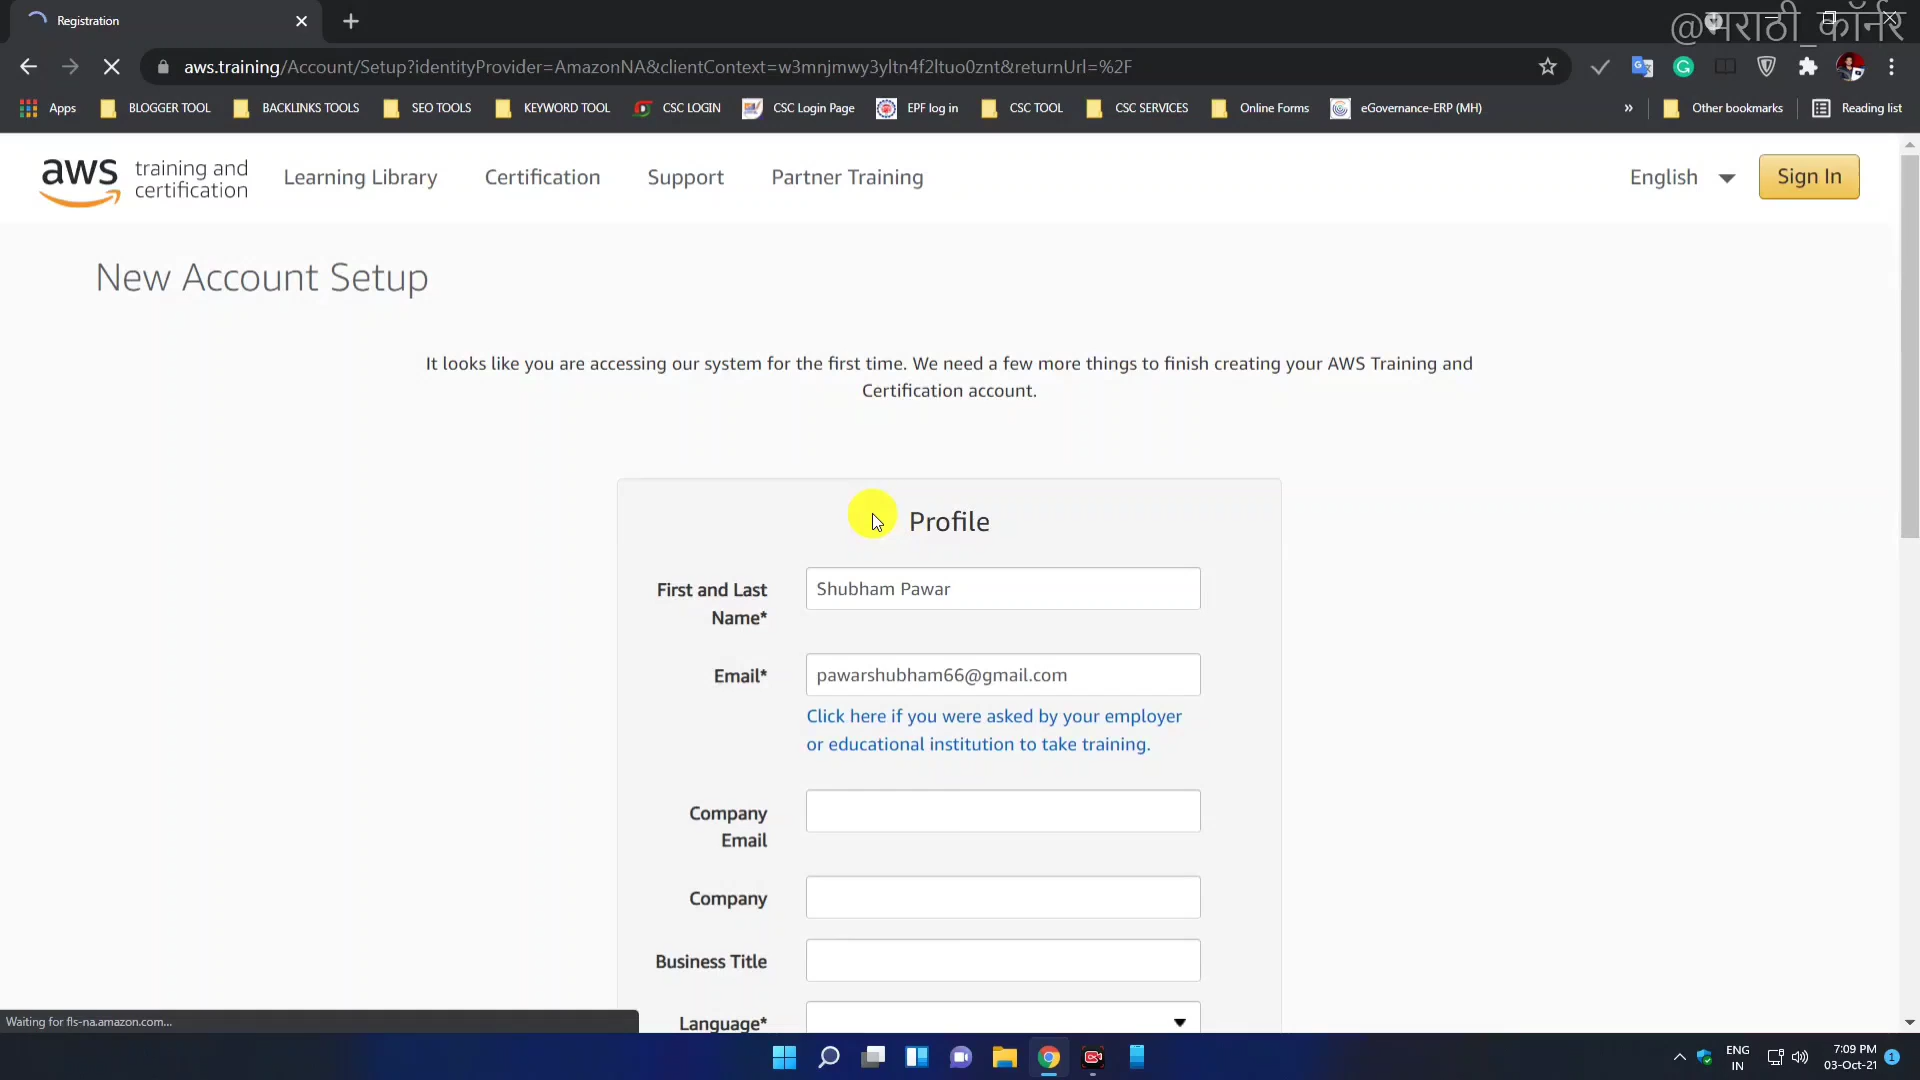 Registration
@मराठी कॉर्नर
aws.training/Account/Setup?identityProvider=AmazonNA&clientContext=w3mnjmwy3yltn4f2ltuo0znt&returnUrl=%2F
Apps BLOGGER TOOL BACKLINKS TOOLS SEO TOOLS KEYWORD TOOL CSC LOGIN CSC Login Page EPF log in CSC TOOL CSC SERVICES Online Forms eGovernance-ERP (MH) » Other bookmarks Reading list
aws training and certification Learning Library Certification Support Partner Training English Sign In
New Account Setup
It looks like you are accessing our system for the first time. We need a few more things to finish creating your AWS Training and
Certification account.
Profile
First and Last Name* Shubham Pawar
Email* pawarshubham66@gmail.com
Click here if you were asked by your employer
or educational institution to take training.
Company Email
Company
Business Title
Language*
Waiting for fls-na.amazon.com...
ENG 7:09 PM
IN 03-Oct-21 1